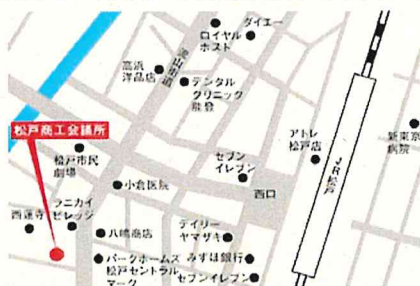 ダイエー
ロイヤル
ホスト
高浜
洋品店
デンタル
クリニック
能登
松戸商工会議所
松戸市民
劇場
セブン
イレブン
アトレ
松戸店
JR松戸
新東京
病院
小倉医院
西口
西蓮寺
ユニカイ
ビレッジ
八嶋商店
デイリー
ヤマザキ
みずほ銀行
パークホームズ
松戸セントラル
マーク
セブンイレブン